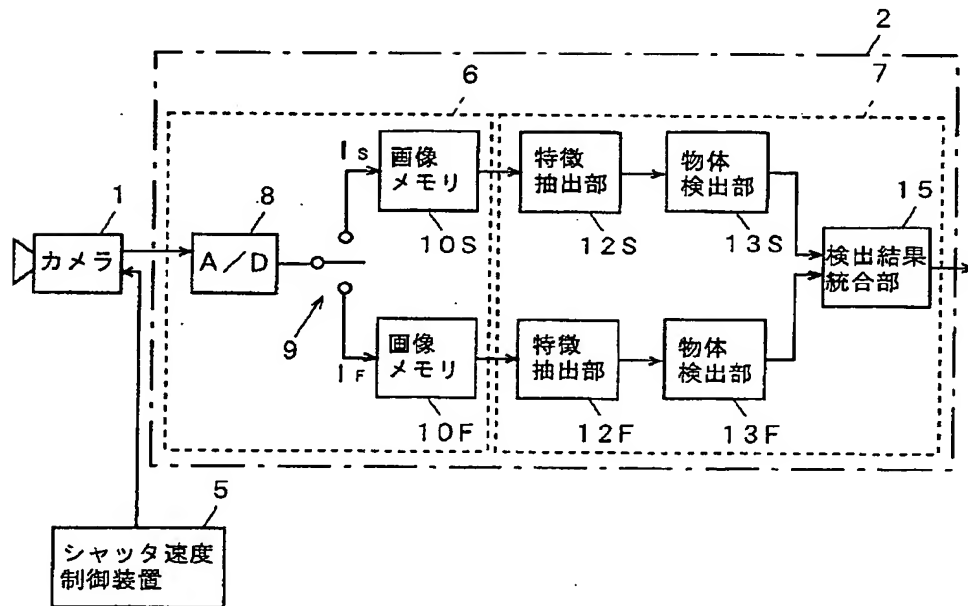 2
6
7
I S
画像
メモリ
特徴
抽出部
物体
検出部
1
8
10S
12S
13S
15
カメラ
A/D
検出結果
統合部
9
I F
画像
メモリ
特徴
抽出部
物体
検出部
10F
12F
13F
5
シャッタ速度
制御装置